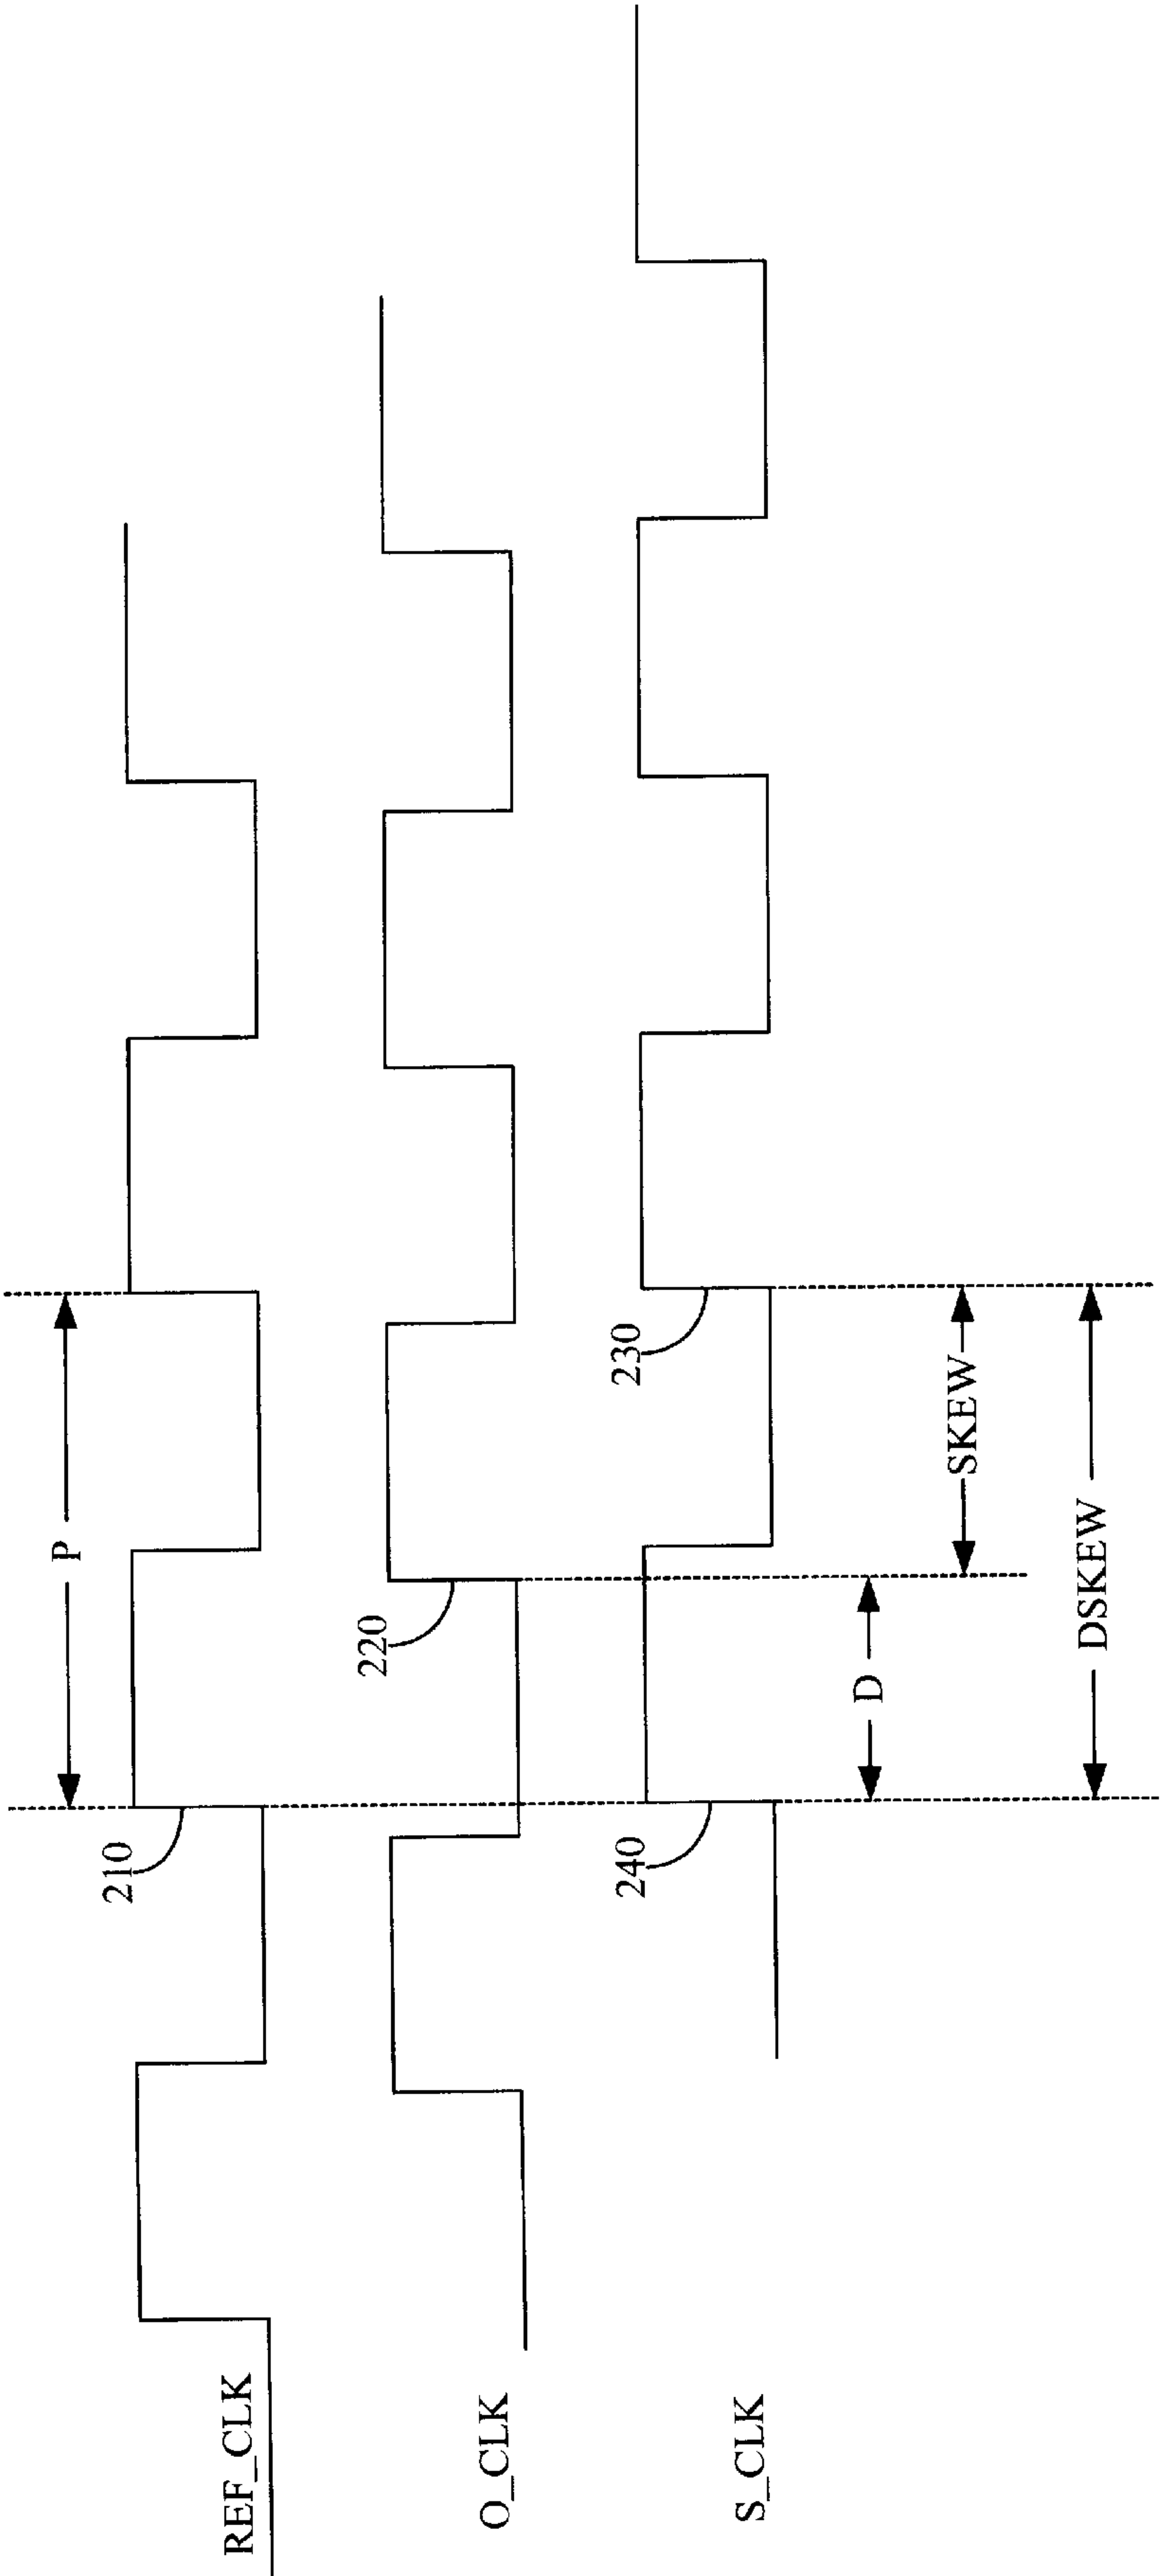 P
210
REF_CLK
220
O_CLK
230
240
S_CLK
D
SKEW
DSKEW